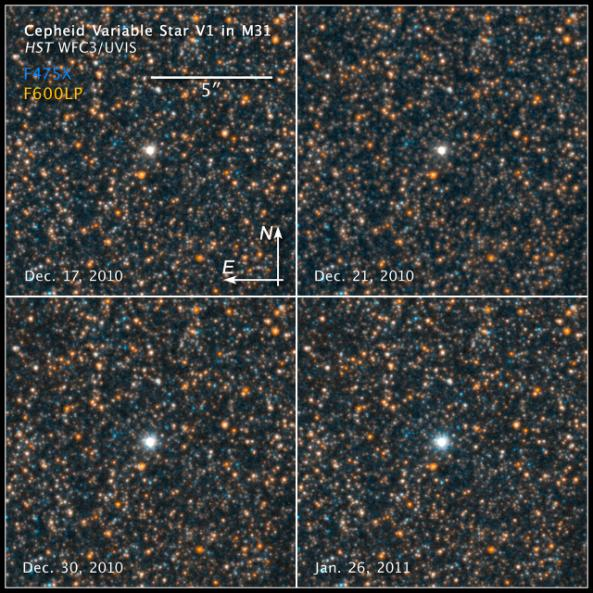 Cepheid Variable Star V1 in M31
HST WFC3/UVIS
F475X
F600LP
5″
N
E
Dec. 17, 2010
Dec. 21, 2010
Dec. 30, 2010
Jan. 26, 2011